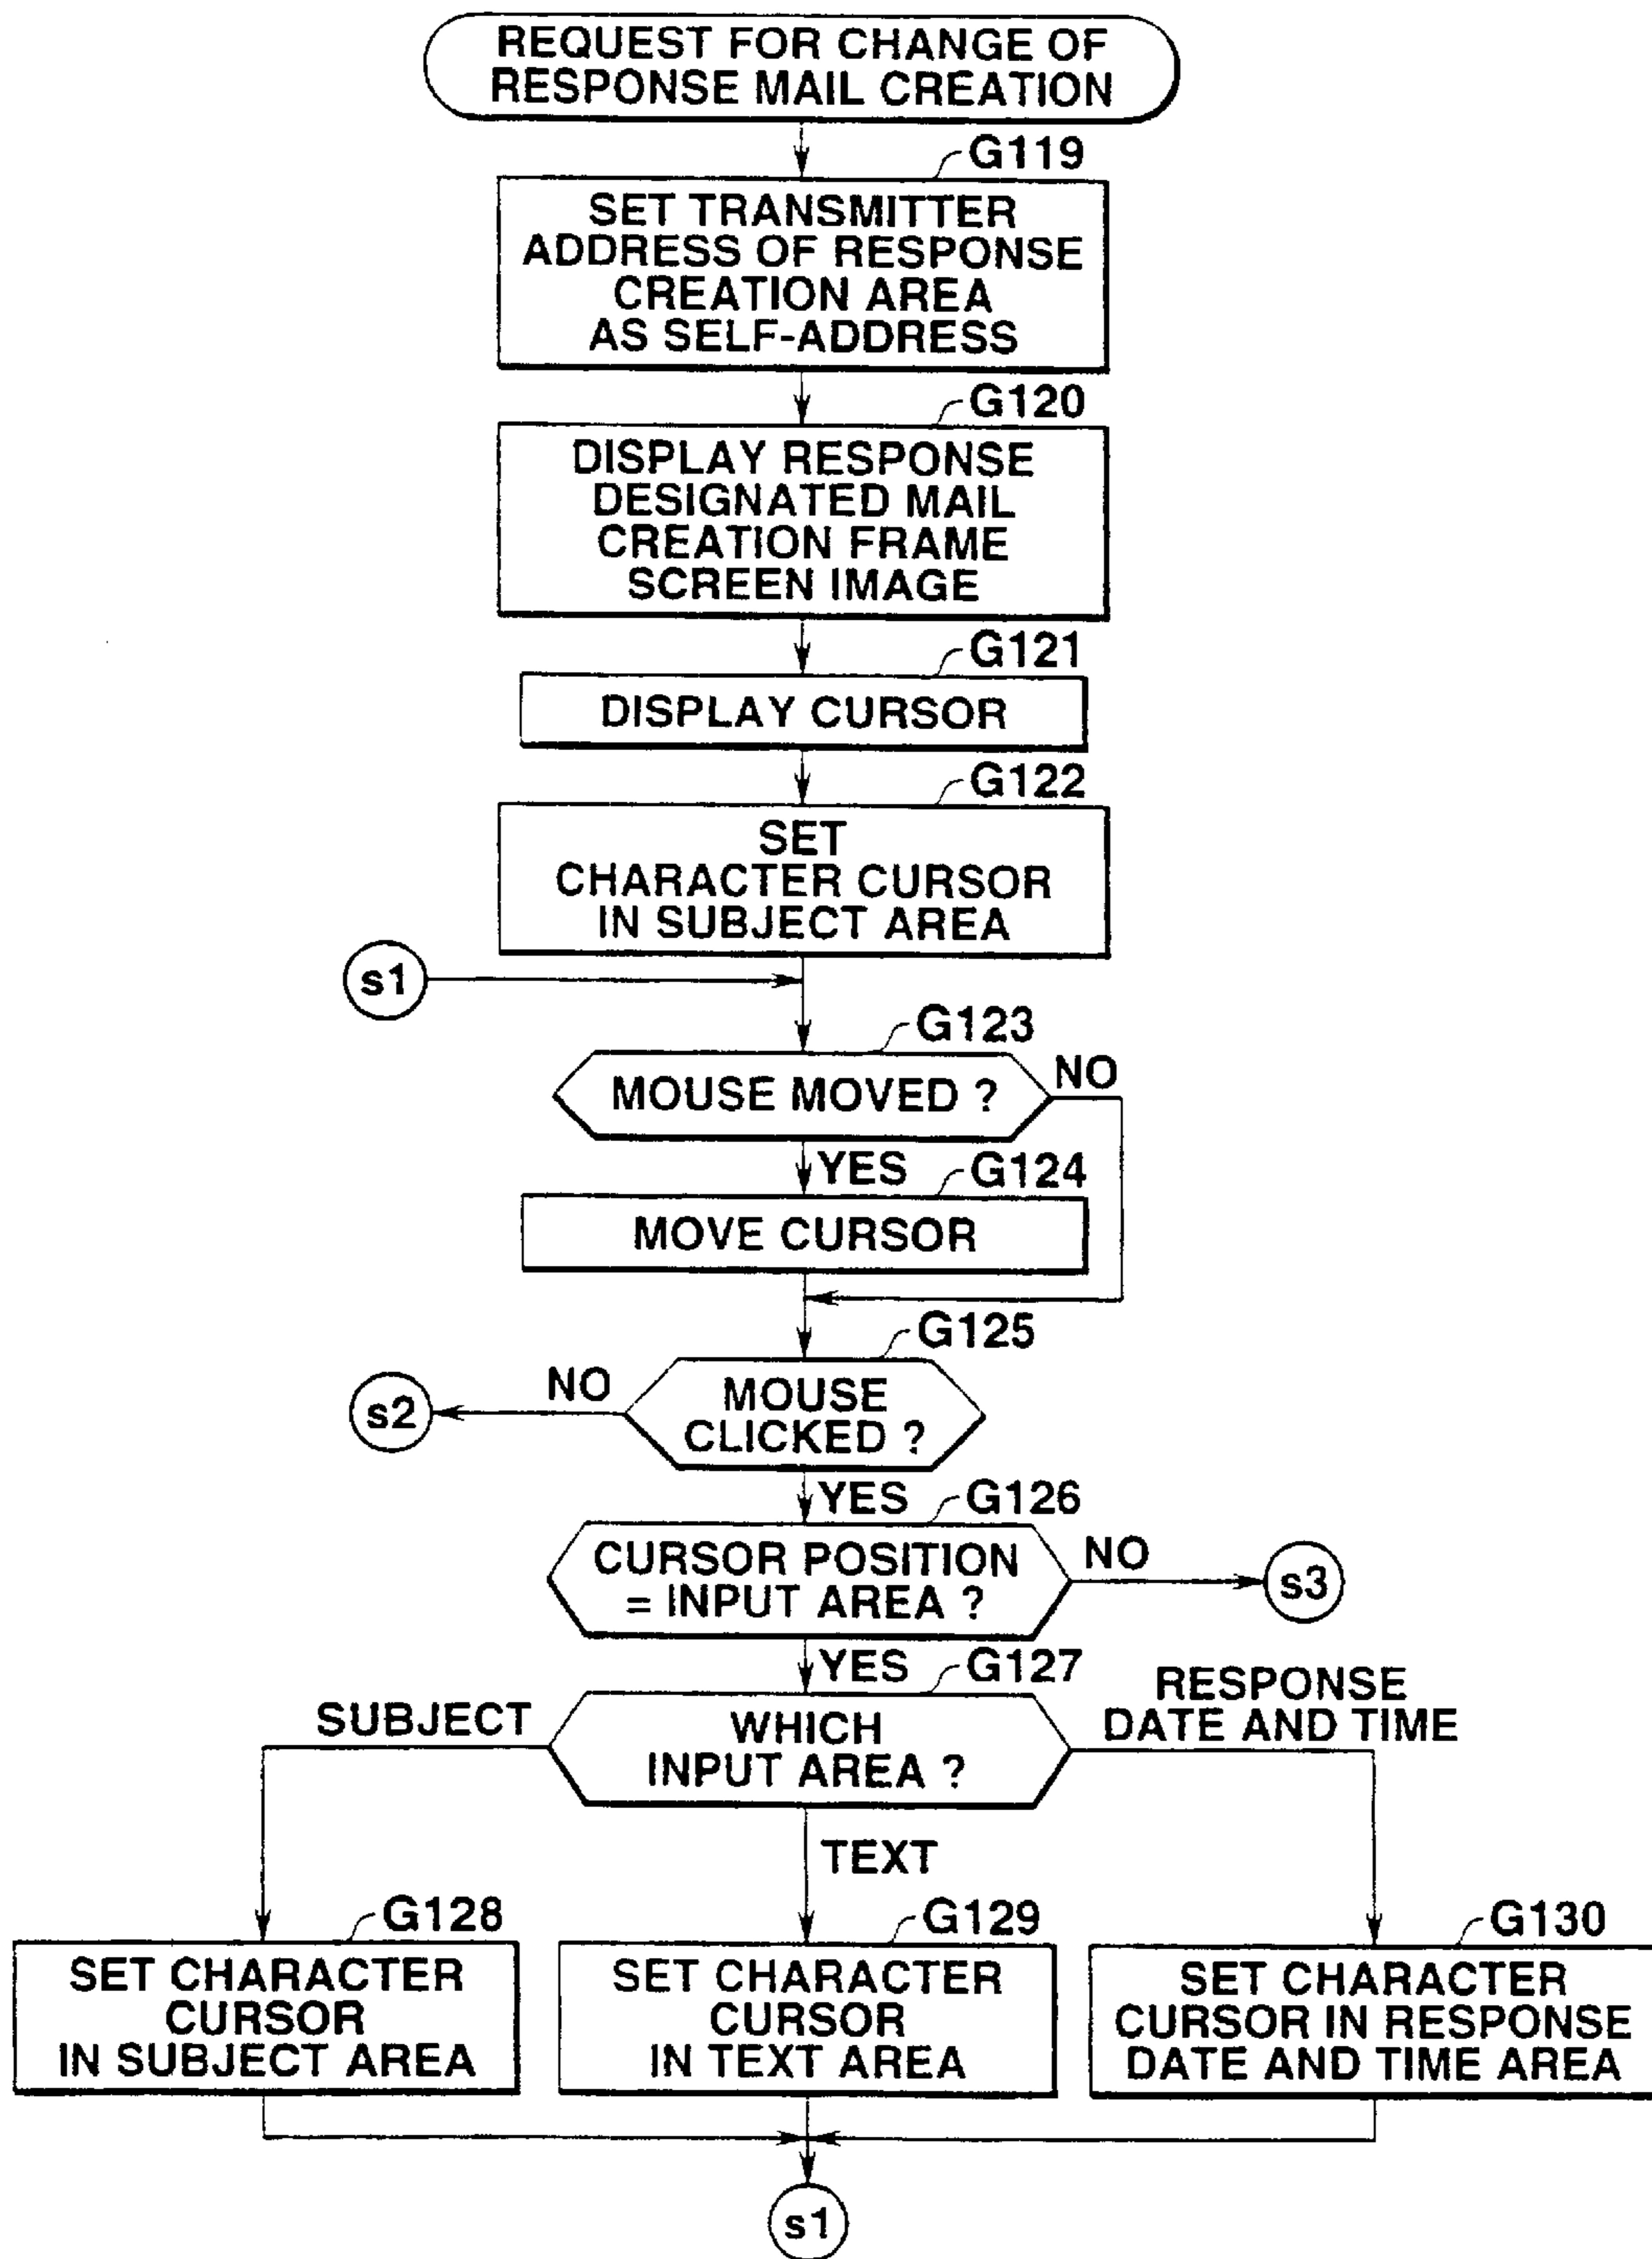 REQUEST FOR CHANGE OF
RESPONSE MAIL CREATION
G119
SET TRANSMITTER
ADDRESS OF RESPONSE
CREATION AREA
AS SELF-ADDRESS
G120
DISPLAY RESPONSE
DESIGNATED MAIL
CREATION FRAME
SCREEN IMAGE
G121
DISPLAY CURSOR
G122
SET
CHARACTER CURSOR
IN SUBJECT AREA
s1
G123
MOUSE MOVED ?
NO
YES
G124
MOVE CURSOR
G125
MOUSE
CLICKED ?
NO
s2
YES
G126
CURSOR POSITION
= INPUT AREA ?
NO
s3
YES
G127
WHICH
INPUT AREA ?
SUBJECT
RESPONSE
DATE AND TIME
TEXT
G128
SET CHARACTER
CURSOR
IN SUBJECT AREA
G129
SET CHARACTER
CURSOR
IN TEXT AREA
G130
SET CHARACTER
CURSOR IN RESPONSE
DATE AND TIME AREA
s1